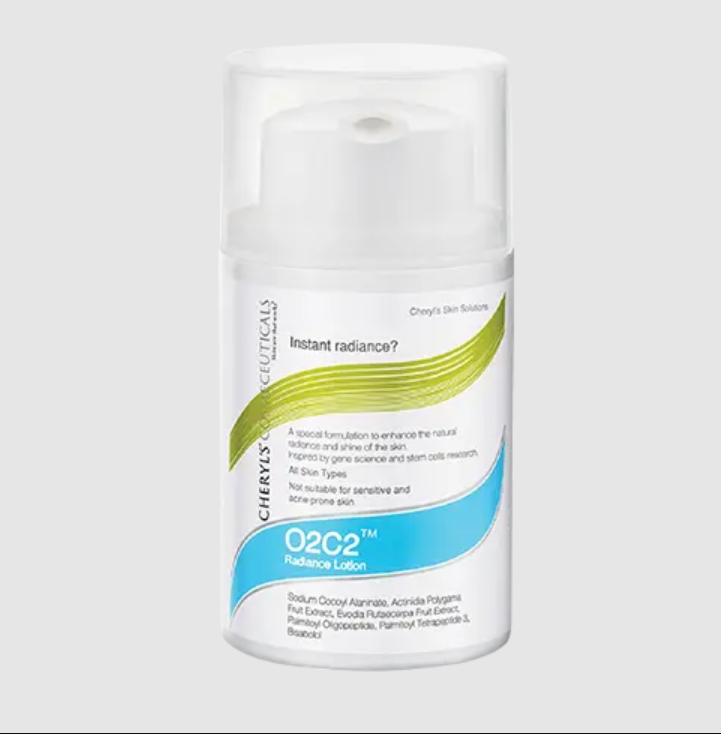 Cheryl's Skin Solutions
Instant radiance?
CHERYL'S COSMECEUTICALS
A special formulation to enhance the natural
radiance and shine of the skin.
Inspired by gene science and stem cells research.
All Skin Types
Not suitable for sensitive and
acne prone skin
O2C2™
Radiance Lotion
Sodium Cocoyl Alaninate, Actinidia Polygama
Fruit Extract, Evodia Rutaecarpa Fruit Extract,
Palmitoyl Oligopeptide, Palmitoyl Tetrapeptide 3,
Bisabolol